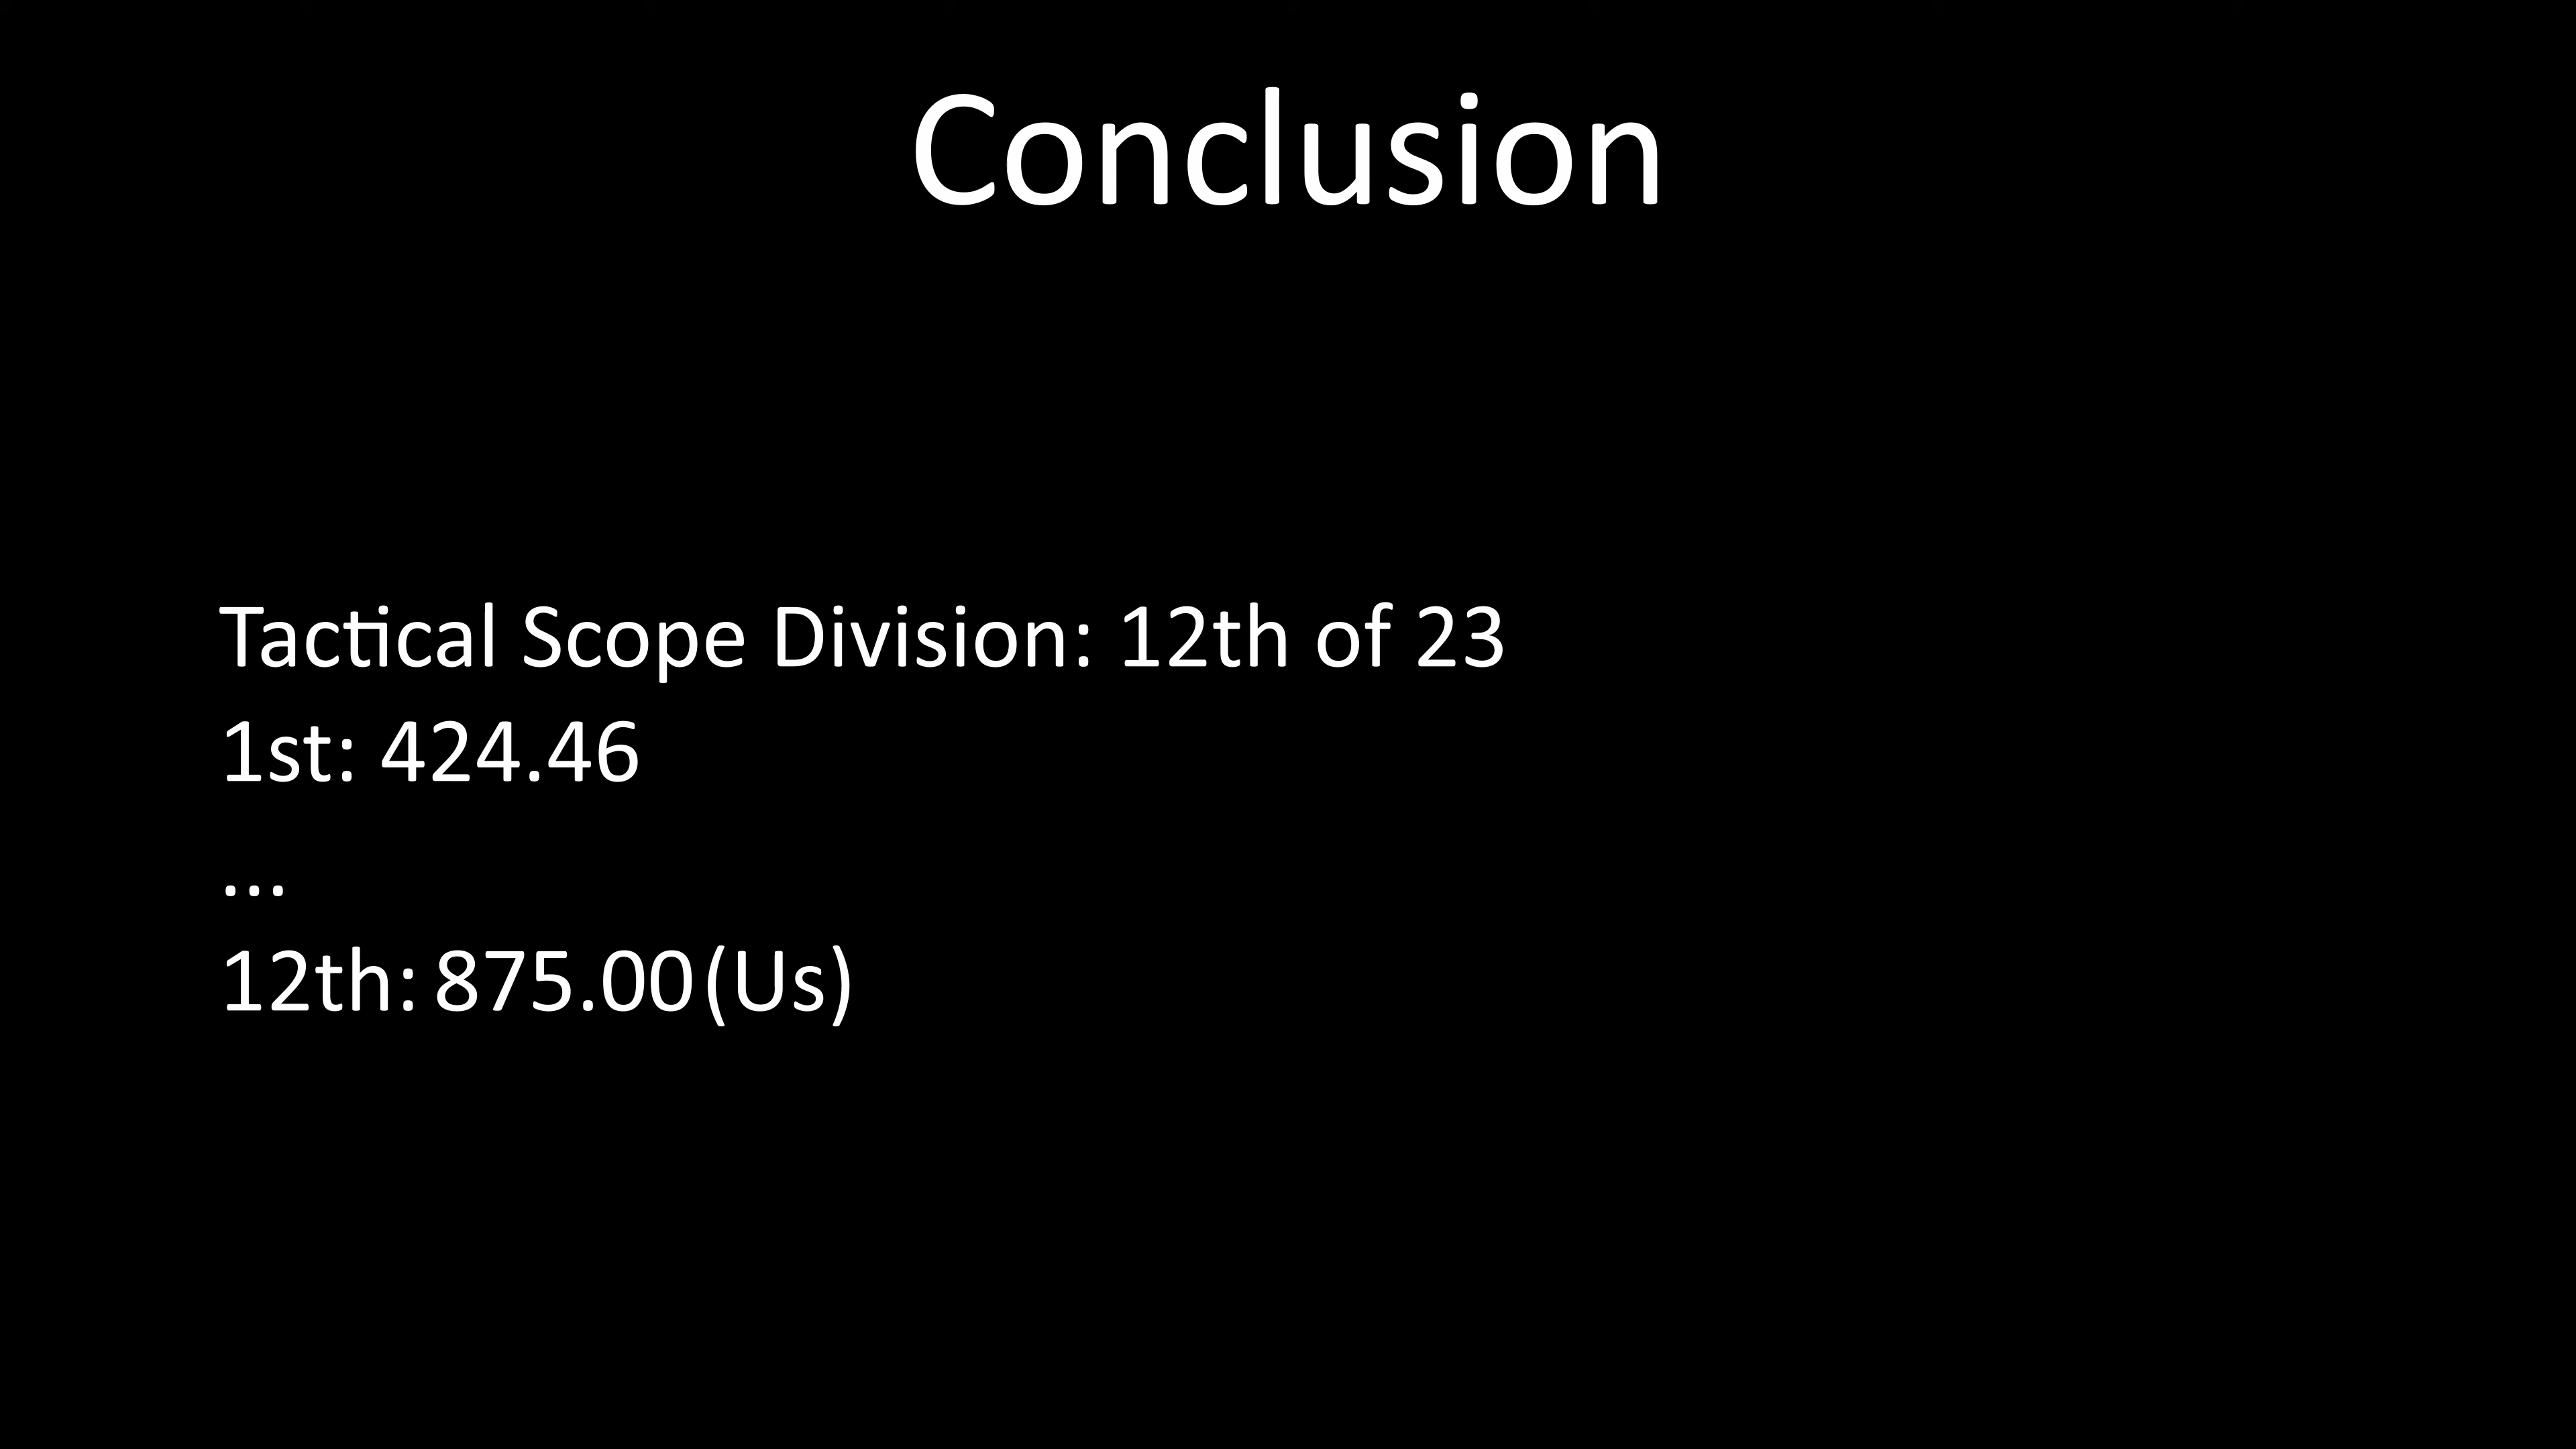 Conclusion
Tactical Scope Division: 12th of 23
1st: 424.46
...
12th: 875.00 (Us)